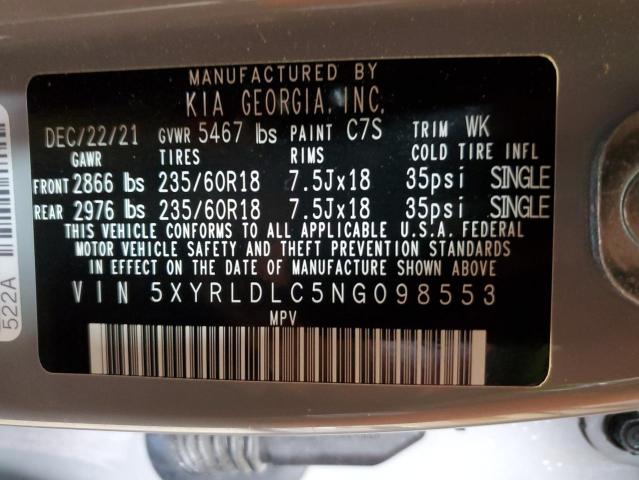 MANUFACTURED BY
KIA GEORGIA, INC.
DEC/22/21 GVWR 5467 lbs PAINT C7S TRIM WK
GAWR TIRES RIMS COLD TIRE INFL
FRONT 2866 lbs 235/60R18 7.5Jx18 35psi SINGLE
REAR 2976 lbs 235/60R18 7.5Jx18 35psi SINGLE
THIS VEHICLE CONFORMS TO ALL APPLICABLE U.S.A. FEDERAL
MOTOR VEHICLE SAFETY AND THEFT PREVENTION STANDARDS
IN EFFECT ON THE DATE OF MANUFACTURE SHOWN ABOVE
VIN 5XYRLDLC5NG098553
MPV
522A